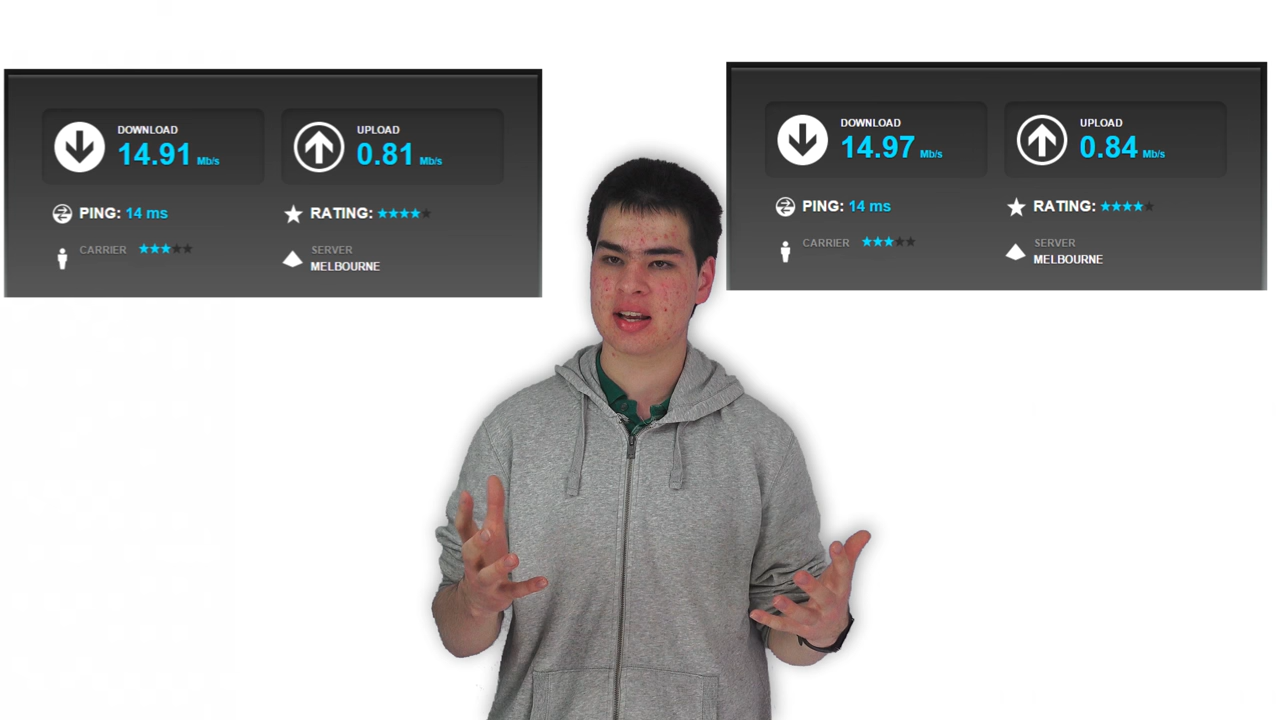 DOWNLOAD
14.91 Mb/s
UPLOAD
0.81 Mb/s
PING: 14 ms
RATING:
CARRIER
SERVER
MELBOURNE
DOWNLOAD
14.97 Mb/s
UPLOAD
0.84 Mb/s
PING: 14 ms
RATING:
CARRIER
SERVER
MELBOURNE